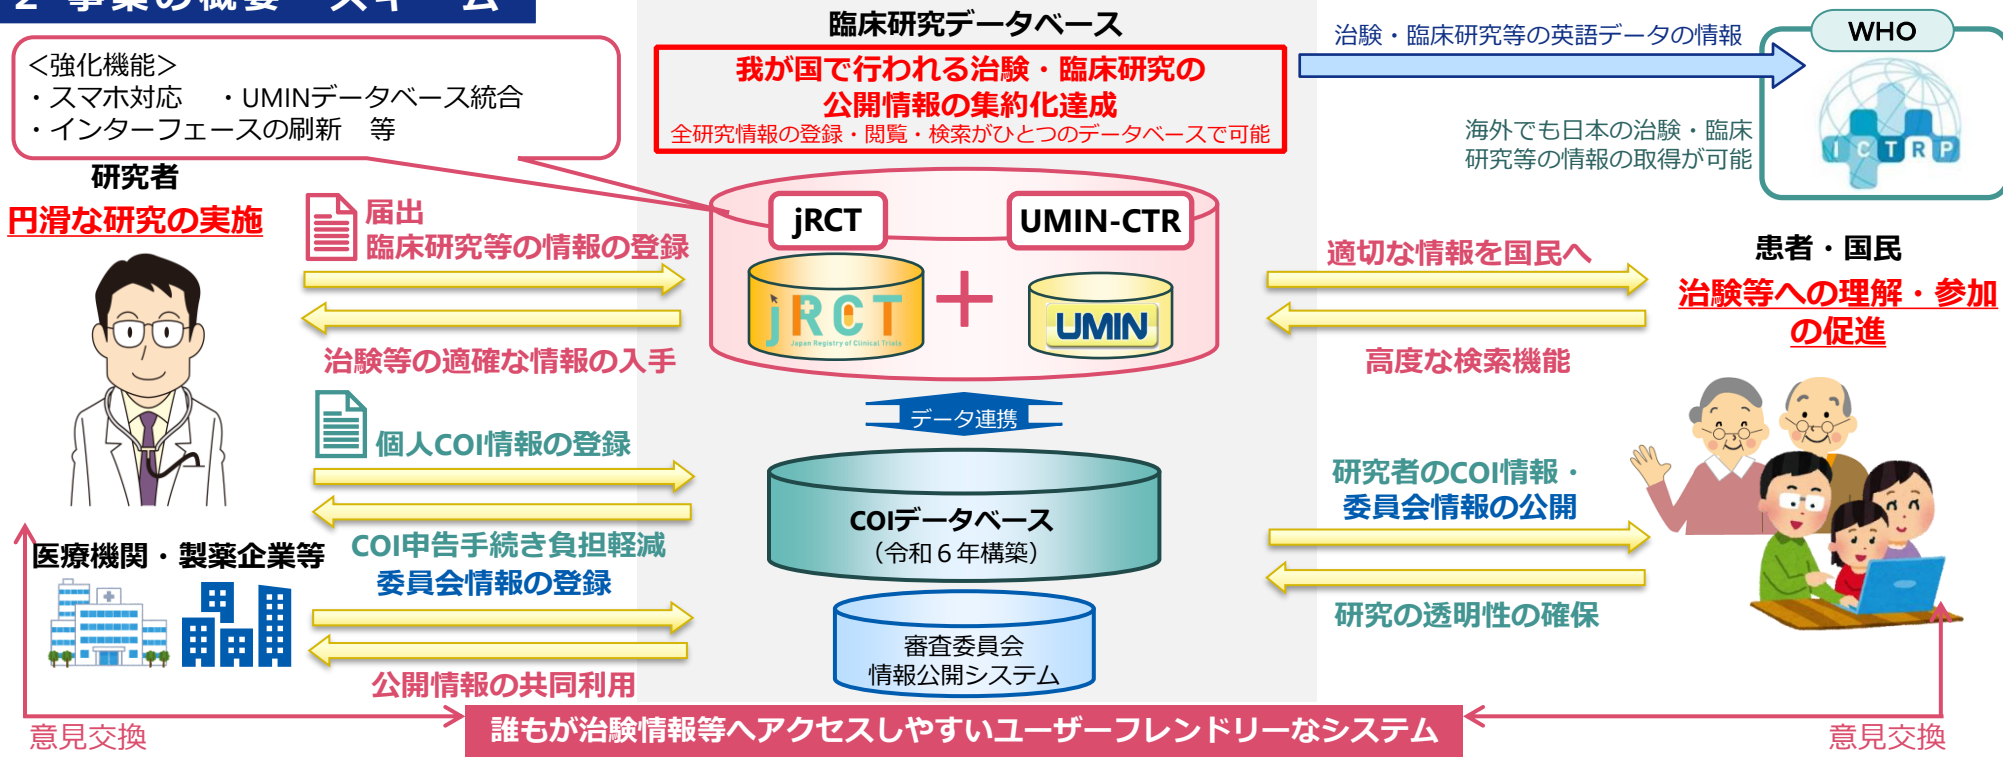 2 事業の概要・スキーム
臨床研究データベース
我が国で行われる治験・臨床研究の
公開情報の集約化達成
全研究情報の登録・閲覧・検索がひとつのデータベースで可能
<強化機能>
・スマホ対応　・UMINデータベース統合
・インターフェースの刷新　等
治験・臨床研究等の英語データの情報
WHO
ICTRP
海外でも日本の治験・臨床
研究等の情報の取得が可能
研究者
円滑な研究の実施
届出
臨床研究等の情報の登録
治験等の適確な情報の入手
jRCT
UMIN-CTR
jRCT
Japan Registry of Clinical Trials
+
UMIN
適切な情報を国民へ
高度な検索機能
患者・国民
治験等への理解・参加
の促進
データ連携
個人COI情報の登録
COI申告手続き負担軽減
COIデータベース
（令和６年構築）
研究者のCOI情報・
委員会情報の公開
研究の透明性の確保
医療機関・製薬企業等
委員会情報の登録
公開情報の共同利用
審査委員会
情報公開システム
意見交換
誰もが治験情報等へアクセスしやすいユーザーフレンドリーなシステム
意見交換